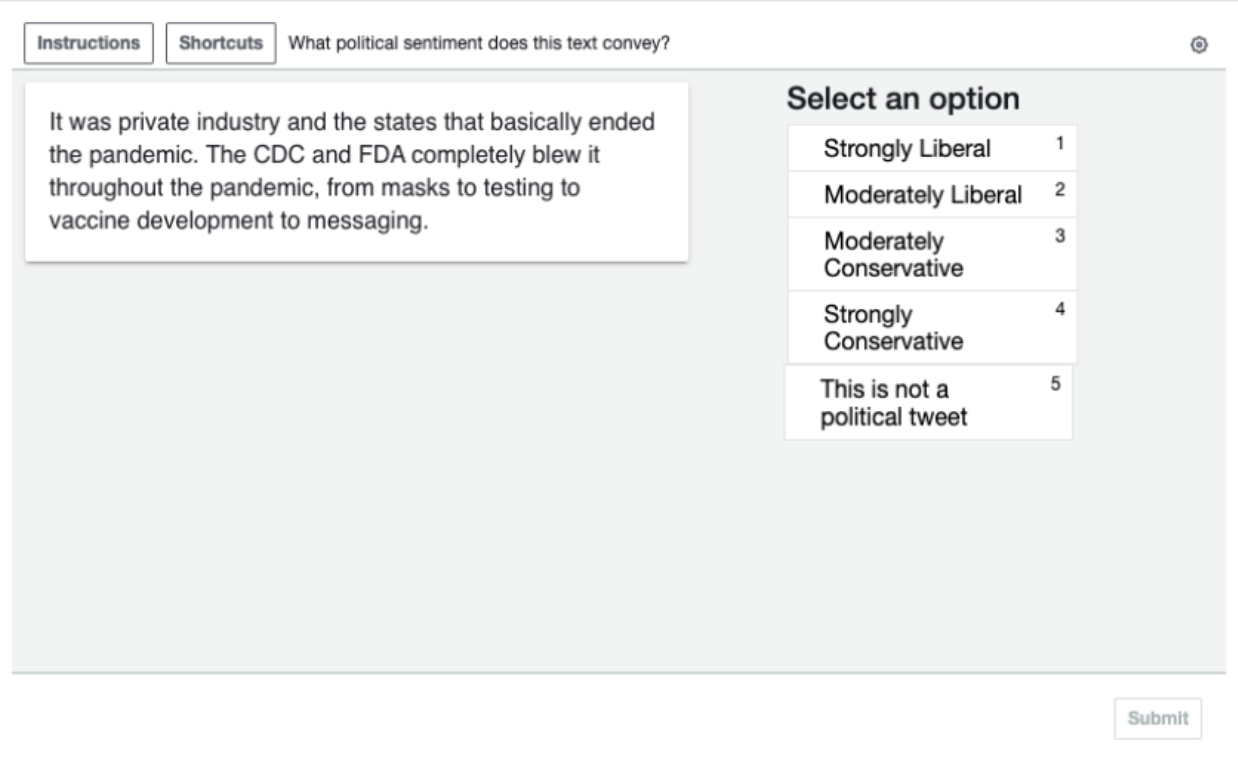 Instructions Shortcuts What political sentiment does this text convey?
It was private industry and the states that basically ended
the pandemic. The CDC and FDA completely blew it
throughout the pandemic, from masks to testing to
vaccine development to messaging.
Select an option
Strongly Liberal 1
Moderately Liberal 2
Moderately 3
Conservative
Strongly 4
Conservative
This is not a 5
political tweet
Submit